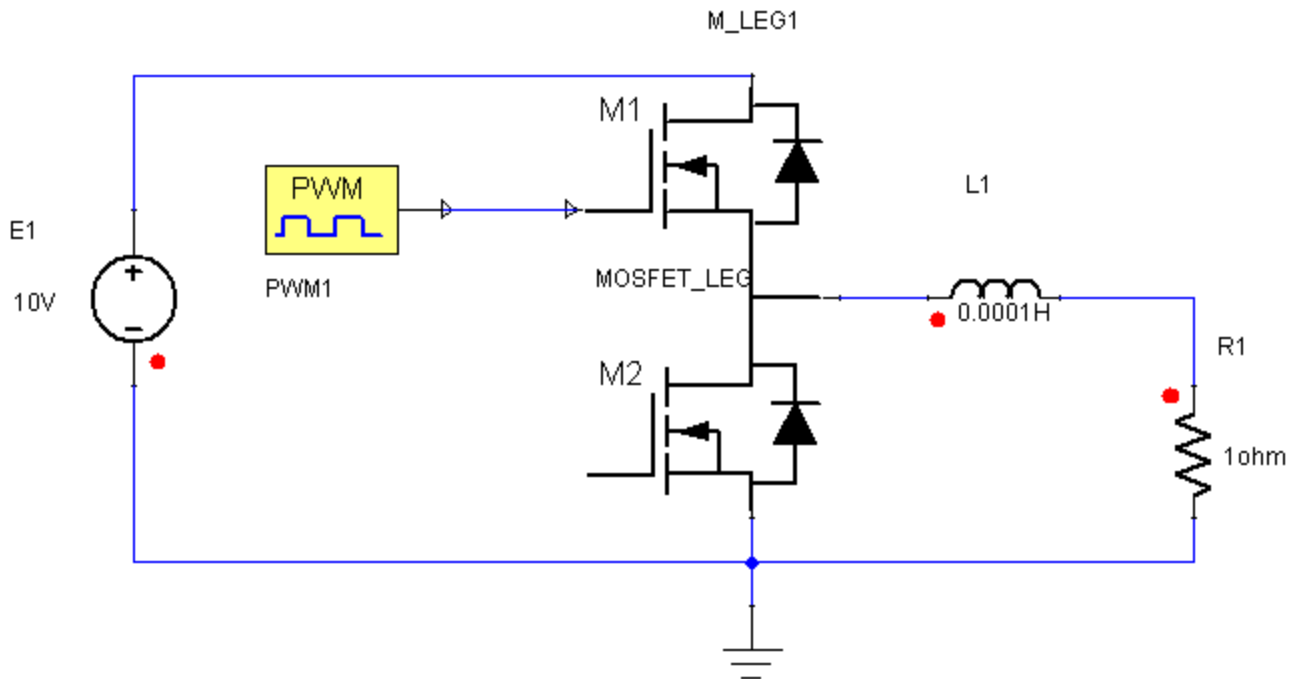 M_LEG1
M1
PWM
L1
E1
10V
PWM1
MOSFET_LEG
0.0001H
R1
M2
1ohm